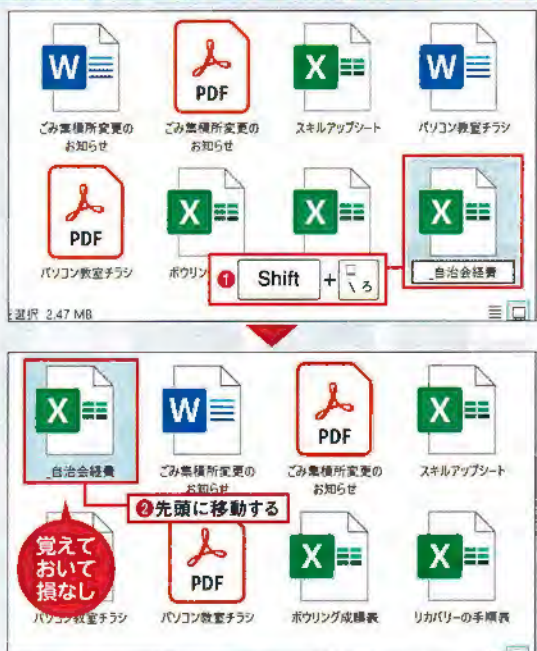 W
PDF
X
W
ごみ集積所変更の
お知らせ
ごみ集積所変更の
お知らせ
スキルアップシート
パソコン教室チラシ
PDF
X
X
X
パソコン教室チラシ
ボウリン
❶ Shift + \ ろ
_自治会経費
選択 2.47 MB
X
W
PDF
X
_自治会経費
ごみ集積所変更の
お知らせ
ごみ集積所変更の
お知らせ
スキルアップシート
❷先頭に移動する
覚えて
おいて
損なし
PDF
X
X
パソコン教室チラシ
パソコン教室チラシ
ボウリング成績表
リカバリーの手順表